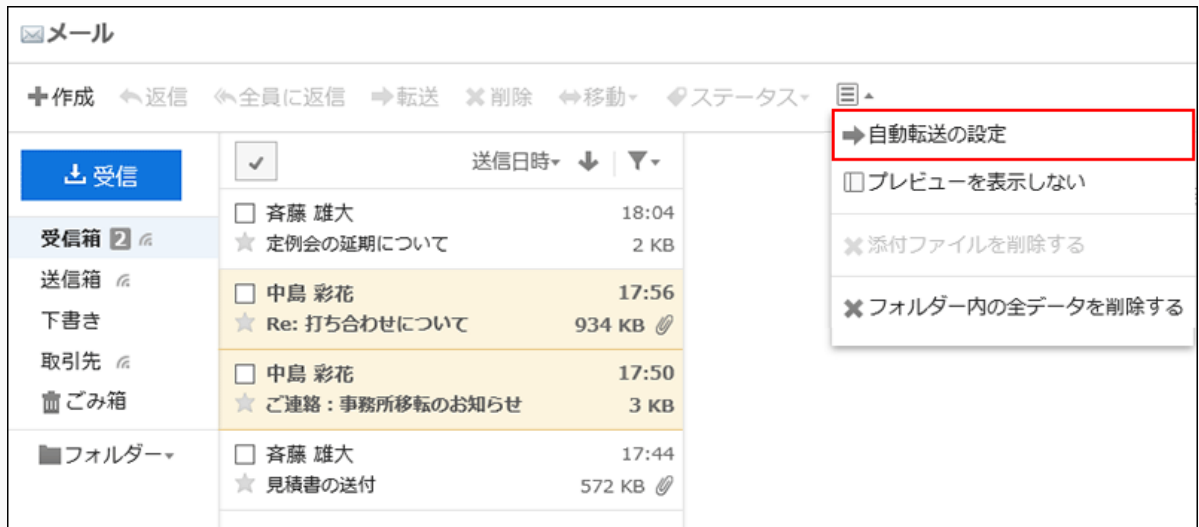 メール
作成 返信 全員に返信 転送 削除 移動 ステータス
自動転送の設定
プレビューを表示しない
添付ファイルを削除する
フォルダー内の全データを削除する
受信
受信箱 2
送信箱
下書き
取引先
ごみ箱
フォルダー
送信日時
斉藤 雄大 18:04
定例会の延期について 2 KB
中島 彩花 17:56
Re: 打ち合わせについて 934 KB
中島 彩花 17:50
ご連絡：事務所移転のお知らせ 3 KB
斉藤 雄大 17:44
見積書の送付 572 KB